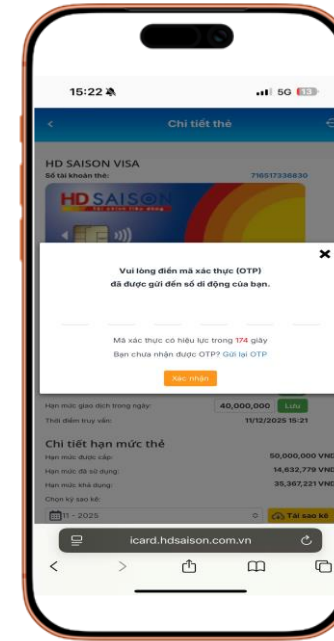 15:22
5G 13
Chi tiết thẻ
HD SAISON VISA
Số tài khoản thẻ: 716517336830
HD SAISON
Tài chính tiêu dùng
Vui lòng điền mã xác thực (OTP)
đã được gửi đến số di động của bạn.
Mã xác thực có hiệu lực trong 174 giây
Bạn chưa nhận được OTP? Gửi lại OTP
Xác nhận
Hạn mức giao dịch trong ngày: 40,000,000 Lưu
Thời điểm truy vấn: 11/12/2025 15:21
Chi tiết hạn mức thẻ
Hạn mức được cấp: 50,000,000 VND
Hạn mức đã sử dụng: 14,632,779 VND
Hạn mức khả dụng: 35,367,221 VND
Chọn kỳ sao kê:
11 - 2025 Tải sao kê
icard.hdsaison.com.vn